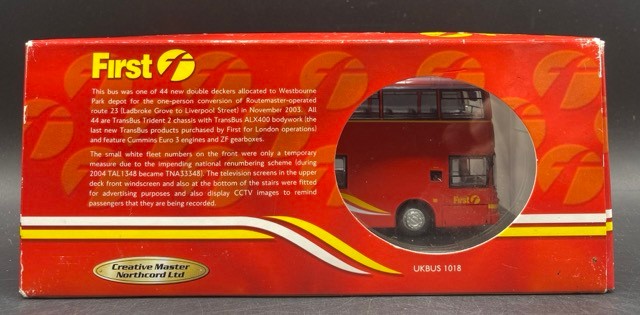 First
This bus was one of 44 new double deckers allocated to Westbourne
Park depot for the one-person conversion of Routemaster-operated
route 23 (Ladbroke Grove to Liverpool Street) in November 2003. All
44 are TransBus Trident 2 chassis with TransBus ALX400 bodywork (the
last new TransBus products purchased by First for London operations)
and feature Cummins Euro 3 engines and ZF gearboxes.
The small white fleet numbers on the front were only a temporary
measure due to the impending national renumbering scheme (during
2004 TAL1348 became TNA33348). The television screens in the upper
deck front windscreen and also at the bottom of the stairs were fitted
for advertising purposes and also display CCTV images to remind
passengers that they are being recorded.
First
Creative Master
Northcord Ltd
UKBUS 1018